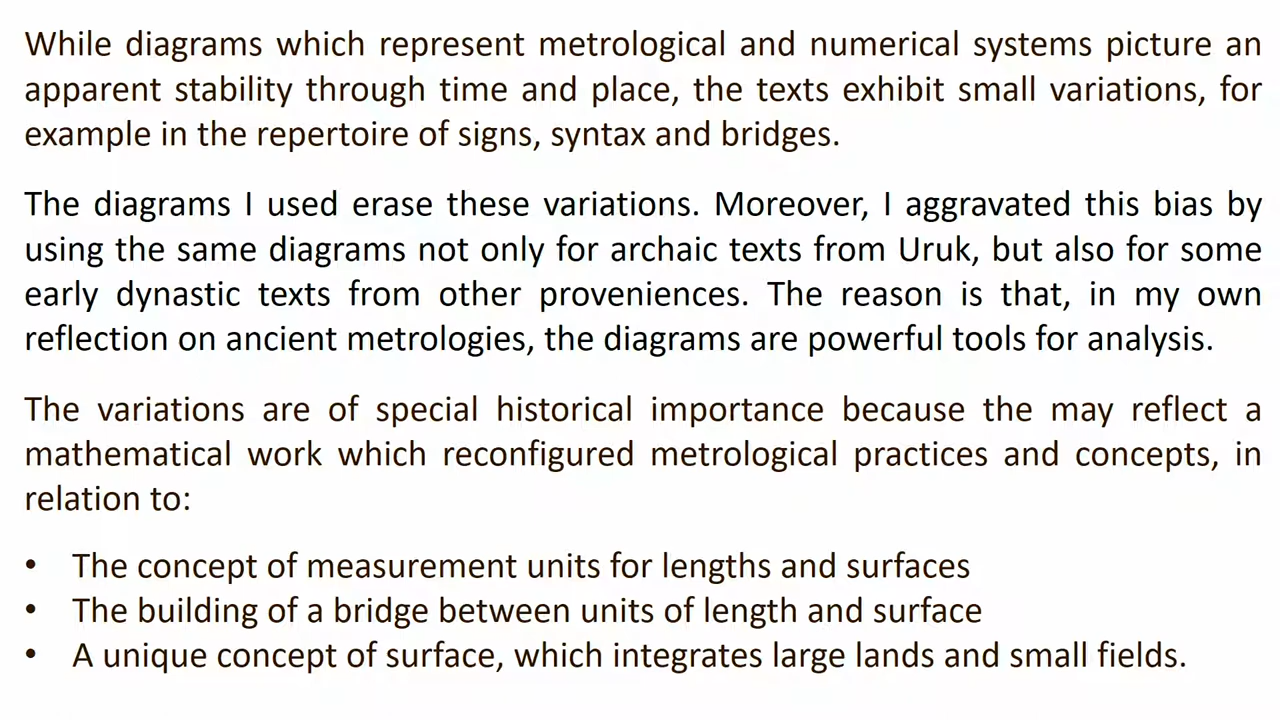 While diagrams which represent metrological and numerical systems picture an
apparent stability through time and place, the texts exhibit small variations, for
example in the repertoire of signs, syntax and bridges.
The diagrams I used erase these variations. Moreover, I aggravated this bias by
using the same diagrams not only for archaic texts from Uruk, but also for some
early dynastic texts from other proveniences. The reason is that, in my own
reflection on ancient metrologies, the diagrams are powerful tools for analysis.
The variations are of special historical importance because the may reflect a
mathematical work which reconfigured metrological practices and concepts, in
relation to:
• The concept of measurement units for lengths and surfaces
• The building of a bridge between units of length and surface
• A unique concept of surface, which integrates large lands and small fields.